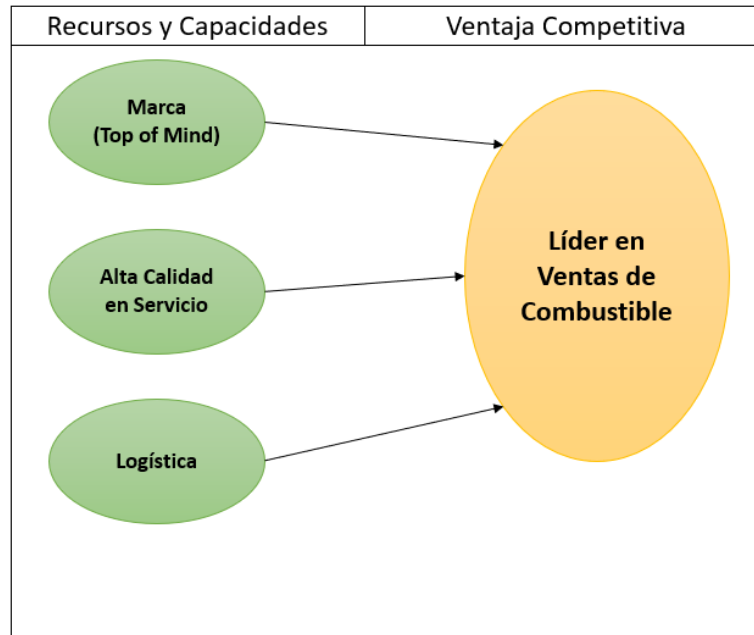 Recursos y Capacidades
Ventaja Competitiva
Marca
(Top of Mind)
Alta Calidad
en Servicio
Logística
Líder en
Ventas de
Combustible